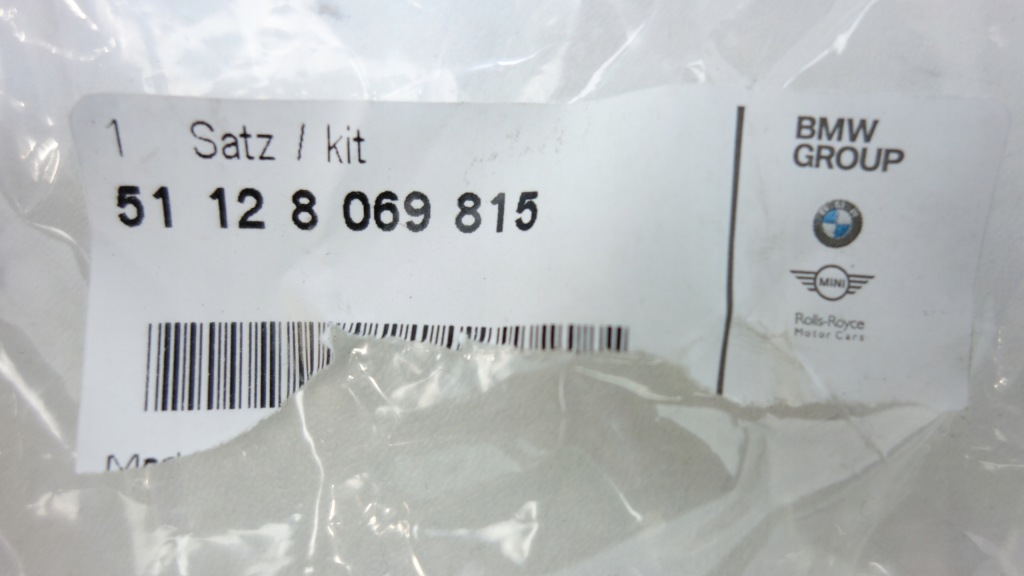 1 Satz / kit
51 12 8 069 815
BMW
GROUP
MINI
Rolls-Royce
Motor Cars